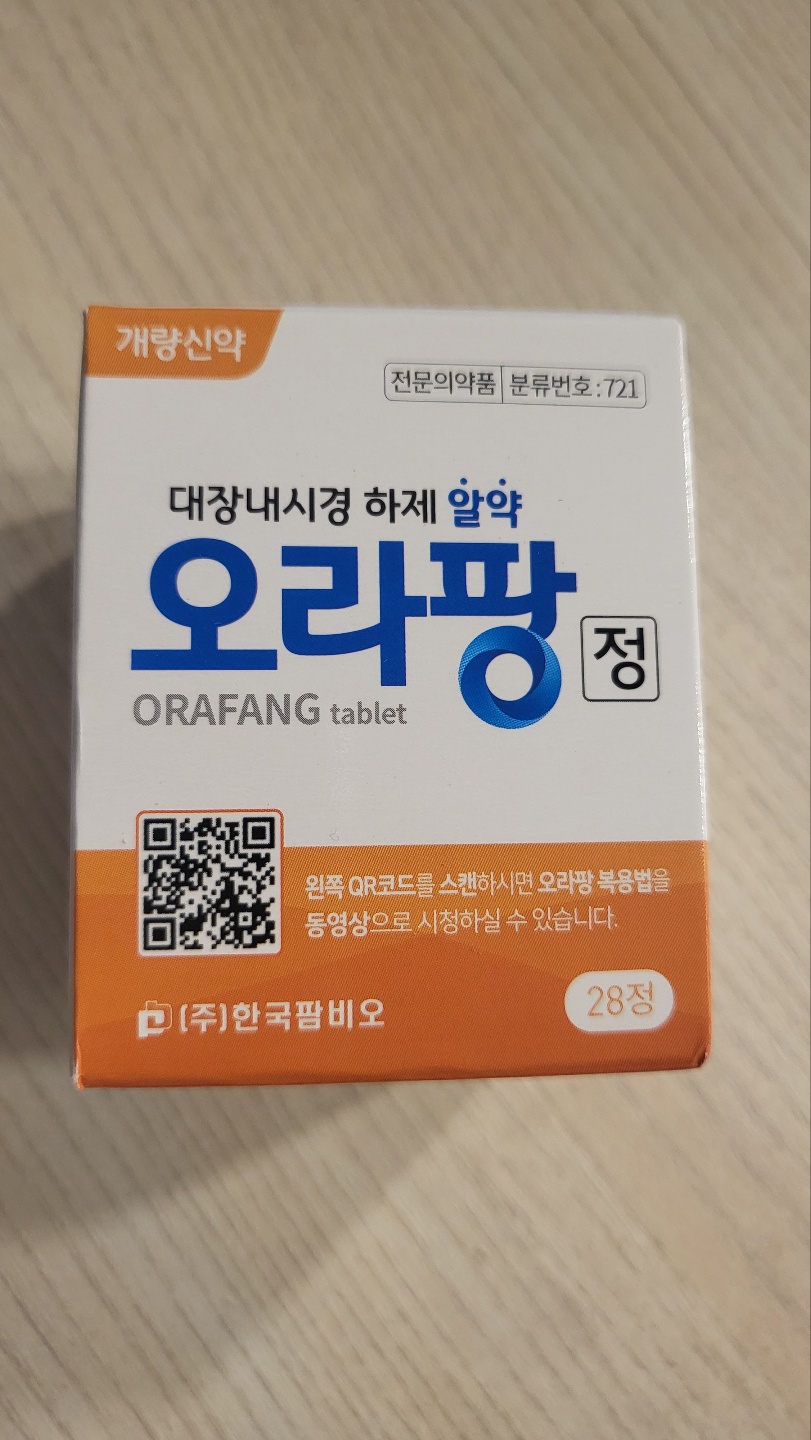 개량신약
전문의약품 분류번호:721
대장내시경 하제 알약
오라팡 정
ORAFANG tablet
왼쪽 QR코드를 스캔하시면 오라팡 복용법을
동영상으로 시청하실 수 있습니다.
(주)한국팜비오
28정